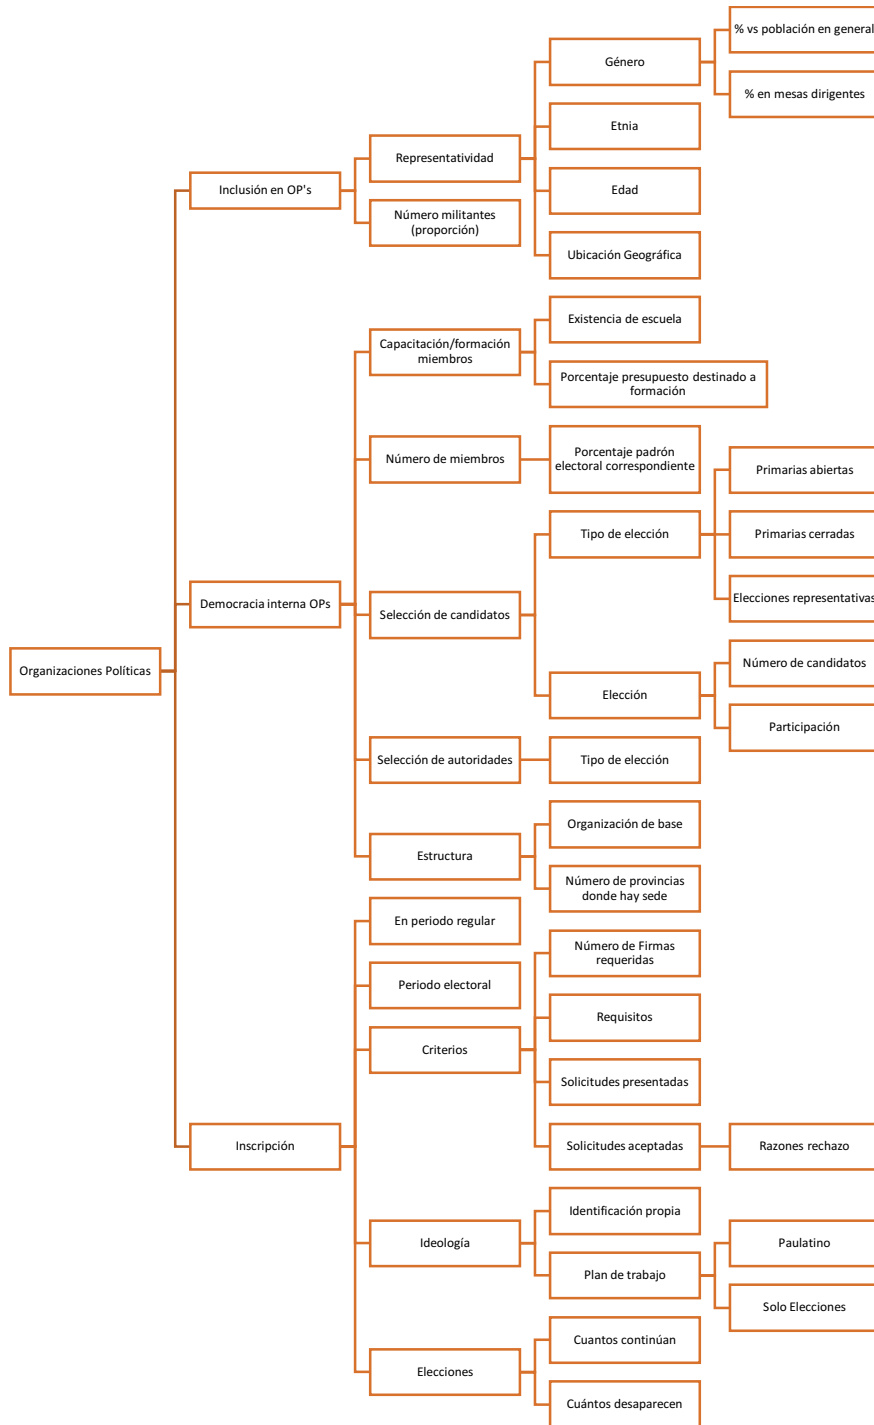 Organizaciones Políticas
Inclusión en OP's
Representatividad
Género
% vs población en general
% en mesas dirigentes
Etnia
Edad
Ubicación Geográfica
Número militantes
(proporción)
Democracia interna OPs
Capacitación/formación
miembros
Existencia de escuela
Porcentaje presupuesto destinado a
formación
Número de miembros
Porcentaje padrón
electoral correspondiente
Selección de candidatos
Tipo de elección
Primarias abiertas
Primarias cerradas
Elecciones representativas
Elección
Número de candidatos
Participación
Selección de autoridades
Tipo de elección
Estructura
Organización de base
Número de provincias
donde hay sede
Inscripción
En periodo regular
Periodo electoral
Criterios
Número de Firmas
requeridas
Requisitos
Solicitudes presentadas
Solicitudes aceptadas
Razones rechazo
Ideología
Identificación propia
Plan de trabajo
Paulatino
Solo Elecciones
Elecciones
Cuantos continúan
Cuántos desaparecen